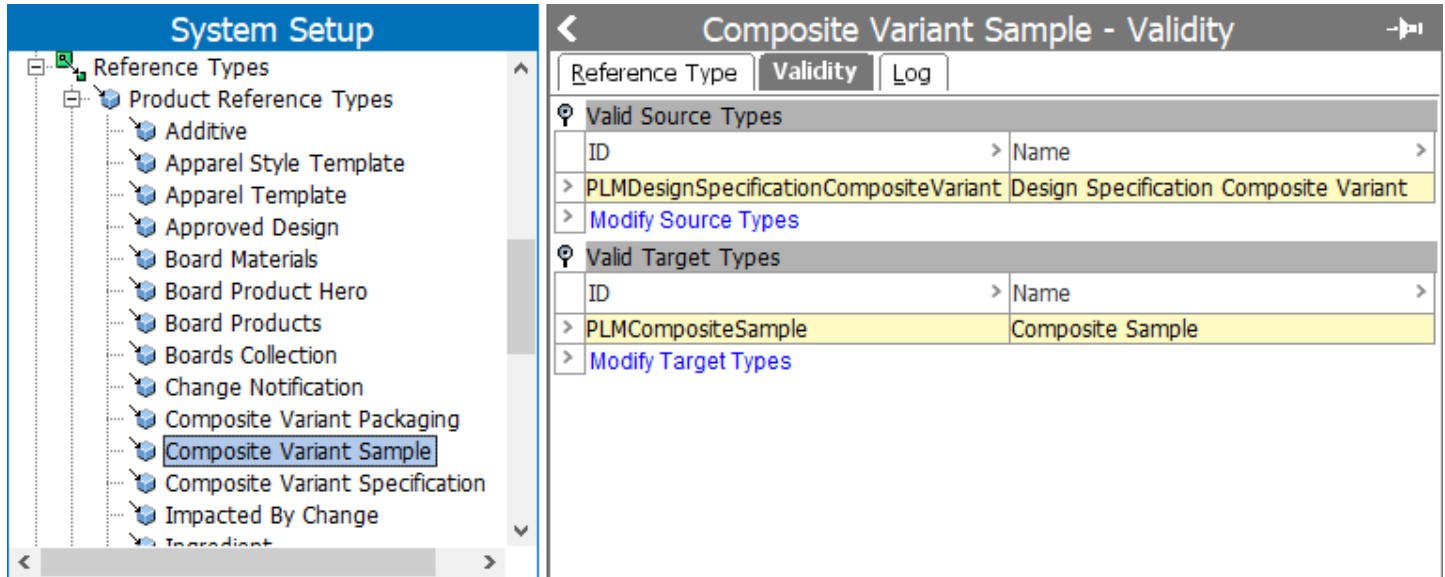 System Setup
Reference Types
Product Reference Types
Additive
Apparel Style Template
Apparel Template
Approved Design
Board Materials
Board Product Hero
Board Products
Boards Collection
Change Notification
Composite Variant Packaging
Composite Variant Sample
Composite Variant Specification
Impacted By Change
Ingredient
Composite Variant Sample - Validity
Reference Type Validity Log
Valid Source Types
ID > Name >
> PLMDesignSpecificationCompositeVariant Design Specification Composite Variant
> Modify Source Types
Valid Target Types
ID > Name >
> PLMCompositeSample Composite Sample
> Modify Target Types